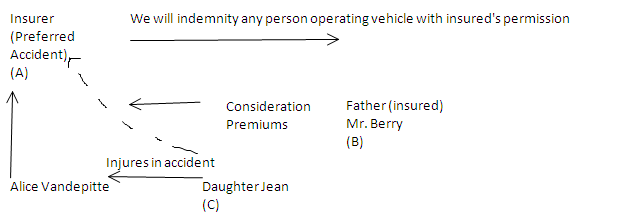 Insurer
(Preferred
Accident)
(A)
We will indemnity any person operating vehicle with insured's permission
Consideration
Premiums
Father (insured)
Mr. Berry
(B)
Injures in accident
Alice Vandepitte
Daughter Jean
(C)